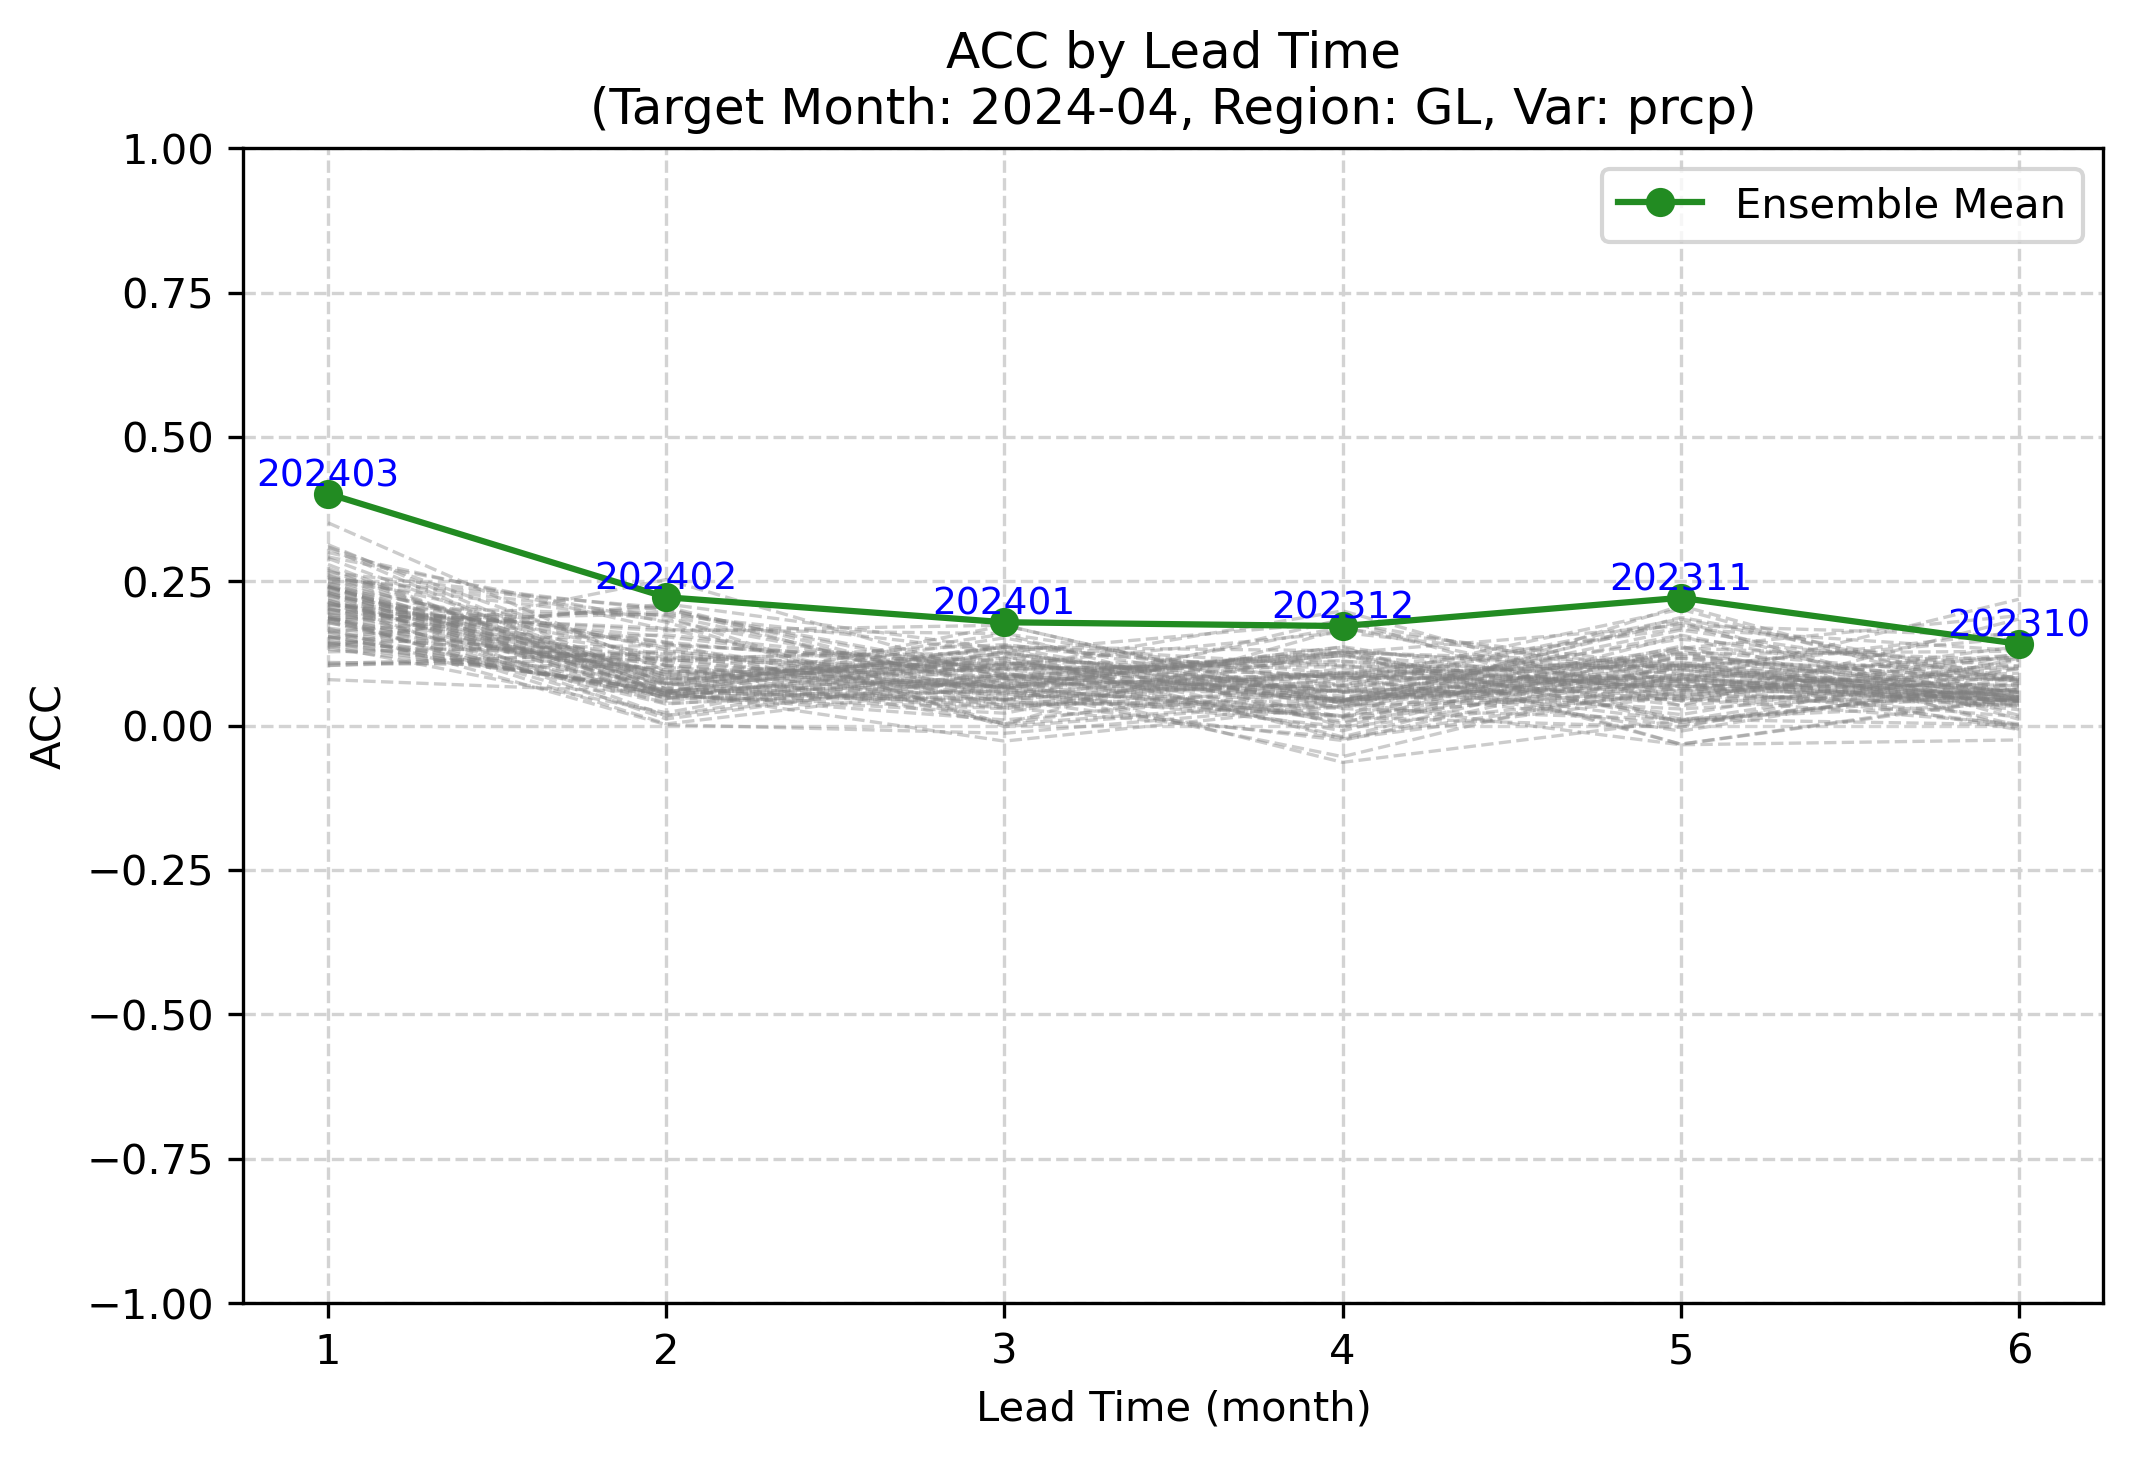 ACC by Lead Time
(Target Month: 2024-04, Region: GL, Var: prcp)
1.00
0.75
0.50
0.25
0.00
−0.25
−0.50
−0.75
−1.00
ACC
Ensemble Mean
202403
202402
202401
202312
202311
202310
1 2 3 4 5 6
Lead Time (month)